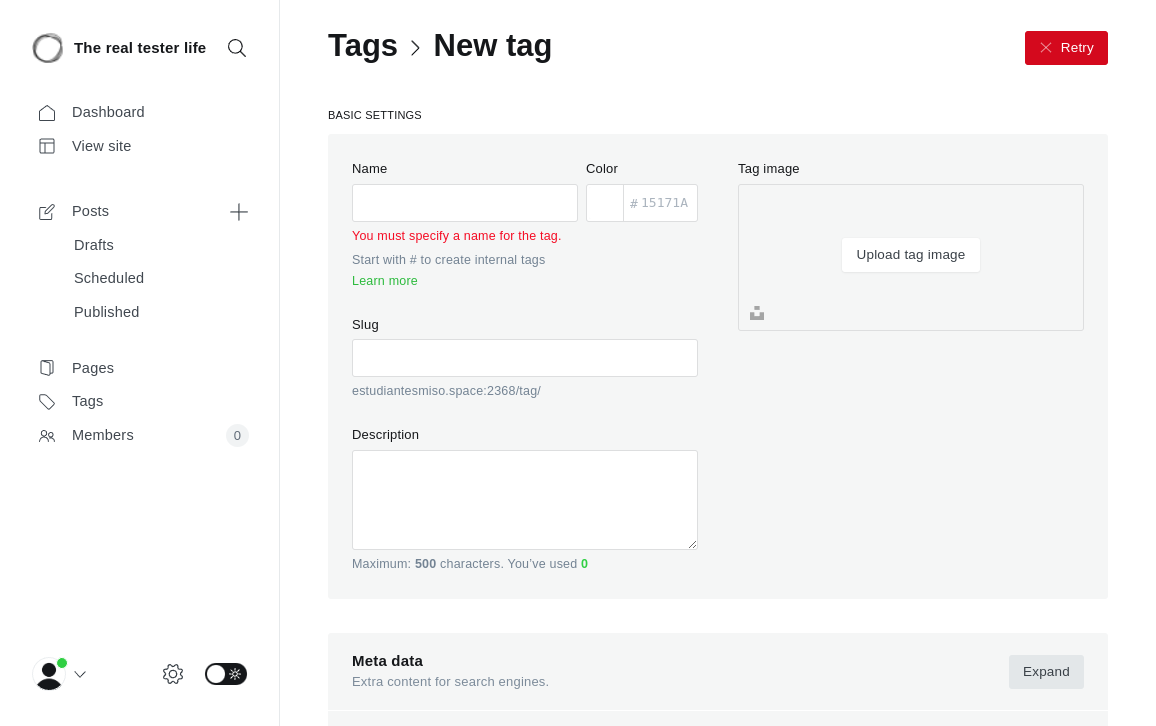 The real tester life
Dashboard
View site
Posts
Drafts
Scheduled
Published
Pages
Tags
Members 0
Tags > New tag
Retry
BASIC SETTINGS
Name
Color
# 15171A
You must specify a name for the tag.
Start with # to create internal tags
Learn more
Slug
estudiantesmiso.space:2368/tag/
Description
Maximum: 500 characters. You’ve used 0
Tag image
Upload tag image
Meta data
Extra content for search engines.
Expand